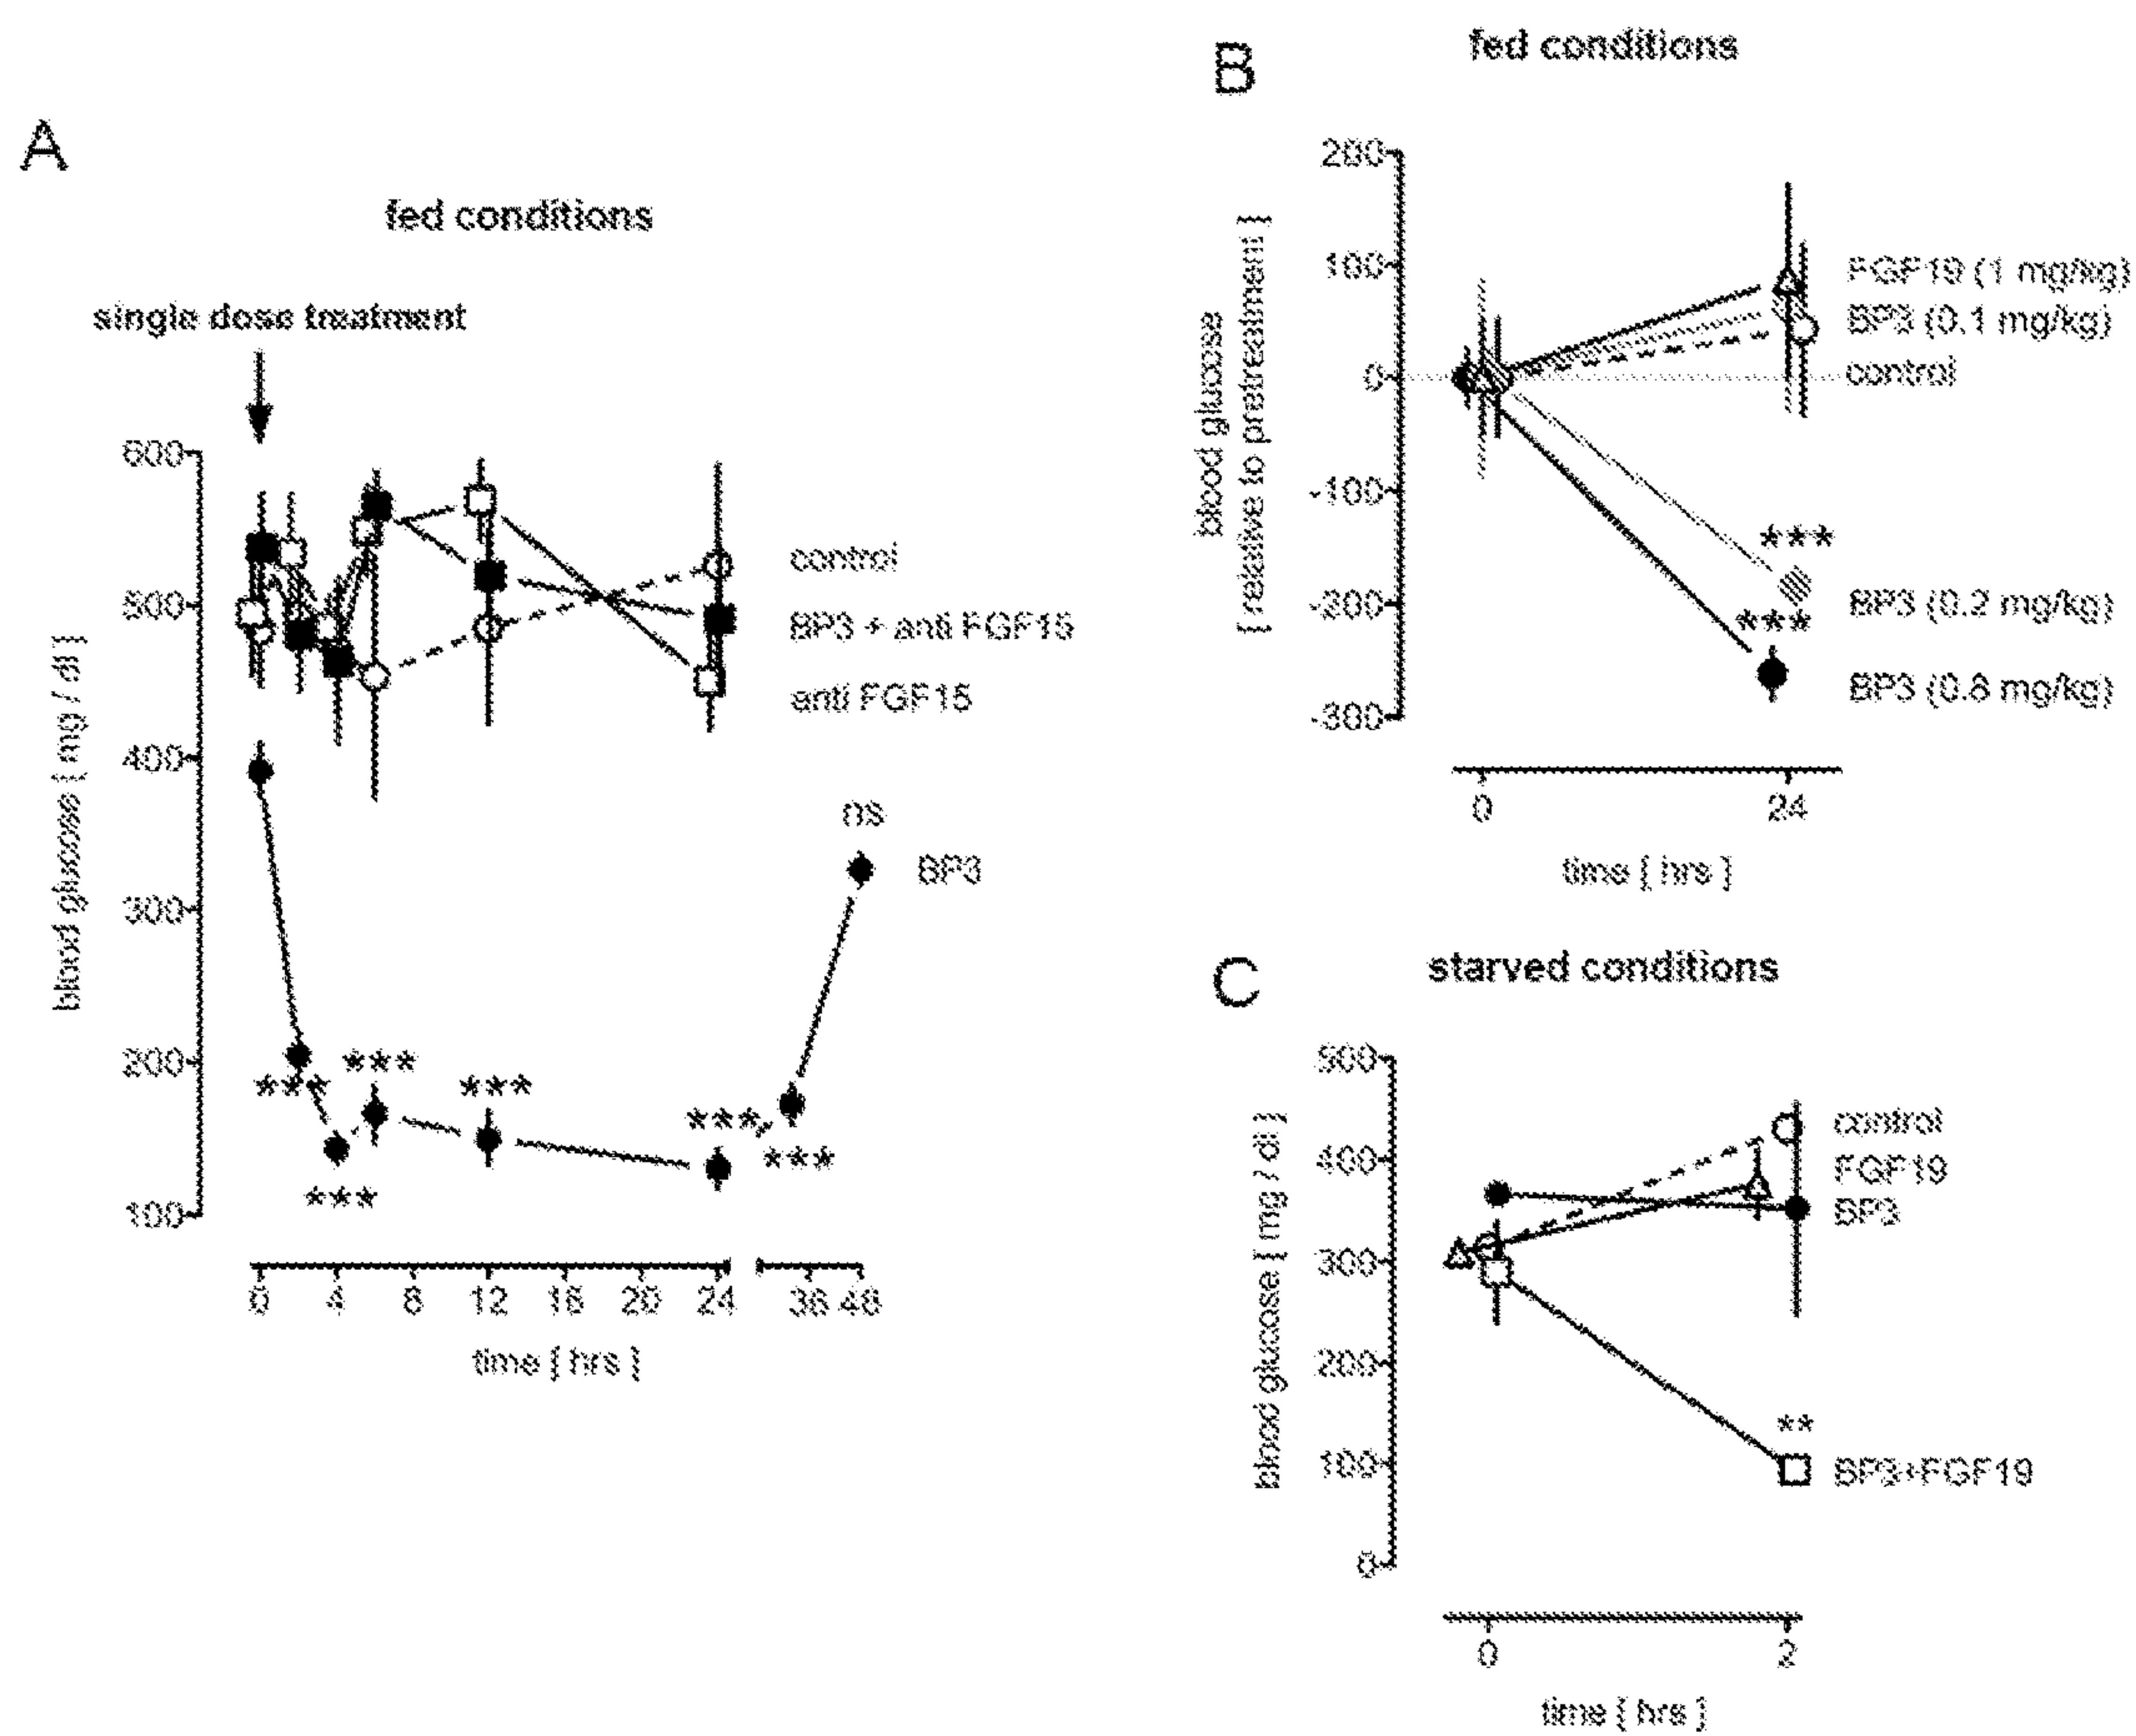 A
fed conditions
single dose treatment
blood glucose [ mg / dl ]
600
500
400
300
200
100
control
BP3 + anti FGF15
anti FGF15
ns
BP3
***
***
***
***
***
***
0 4 8 12 16 20 24 36 48
time [ hrs ]
B
fed conditions
blood glucose
[ relative to pretreatment ]
200
100
0
-100
-200
-300
FGF19 (1 mg/kg)
BP3 (0.1 mg/kg)
control
***
BP3 (0.2 mg/kg)
***
BP3 (0.8 mg/kg)
0 24
time [ hrs ]
C
starved conditions
blood glucose [ mg / dl ]
500
400
300
200
100
0
control
FGF19
BP3
**
BP3+FGF19
0 2
time [ hrs ]